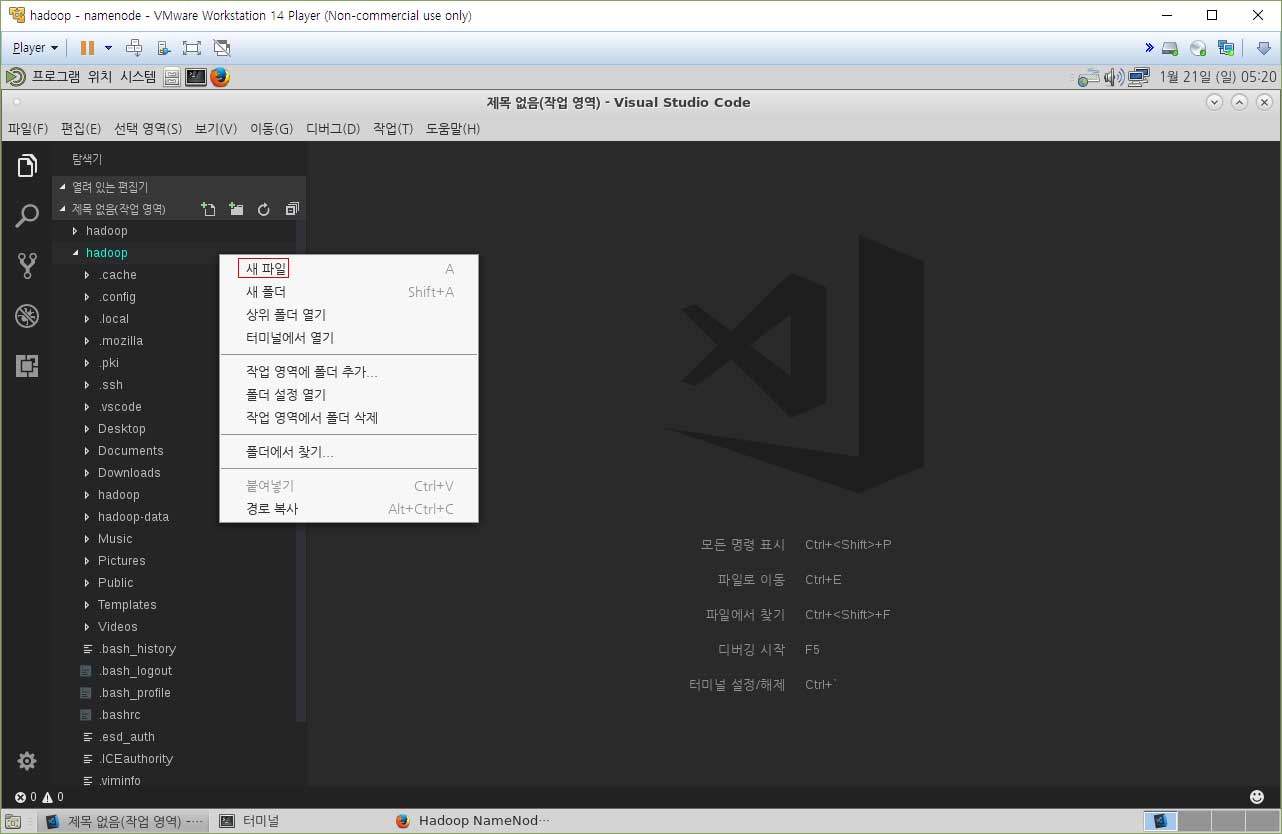 hadoop - namenode - VMware Workstation 14 Player (Non-commercial use only)
Player
프로그램 위치 시스템 1월 21일 (일) 05:20
제목 없음(작업 영역) - Visual Studio Code
파일(F) 편집(E) 선택 영역(S) 보기(V) 이동(G) 디버그(D) 작업(T) 도움말(H)
탐색기
열려 있는 편집기
제목 없음(작업 영역)
hadoop
hadoop
.cache
.config
.local
.mozilla
.pki
.ssh
.vscode
Desktop
Documents
Downloads
hadoop
hadoop-data
Music
Pictures
Public
Templates
Videos
.bash_history
.bash_logout
.bash_profile
.bashrc
.esd_auth
.ICEauthority
.viminfo
새 파일 A
새 폴더 Shift+A
상위 폴더 열기
터미널에서 열기
작업 영역에 폴더 추가...
폴더 설정 열기
작업 영역에서 폴더 삭제
폴더에서 찾기...
붙여넣기 Ctrl+V
경로 복사 Alt+Ctrl+C
모든 명령 표시 Ctrl+<Shift>+P
파일로 이동 Ctrl+E
파일에서 찾기 Ctrl+<Shift>+F
디버깅 시작 F5
터미널 설정/해제 Ctrl+`
0 0
제목 없음(작업 영역) -··· 터미널 Hadoop NameNod···